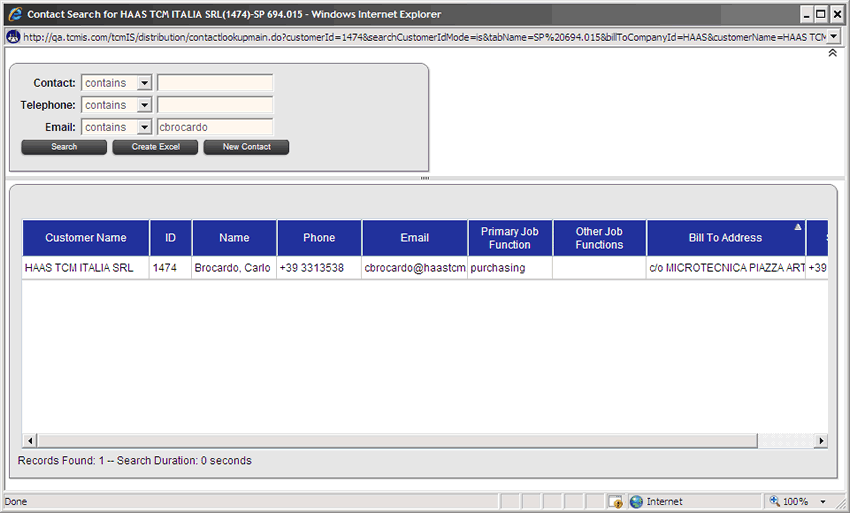 Contact Search for HAAS TCM ITALIA SRL(1474)-SP 694.015 - Windows Internet Explorer
http://qa.tcmis.com/tcmIS/distribution/contactlookupmain.do?customerId=1474&searchCustomerIdMode=is&tabName=SP%20694.015&billToCompanyId=HAAS&customerName=HAAS TCM
Contact: contains
Telephone: contains
Email: contains cbrocardo
Search Create Excel New Contact
Customer Name ID Name Phone Email Primary Job Function Other Job Functions Bill To Address
HAAS TCM ITALIA SRL 1474 Brocardo, Carlo +39 3313538 cbrocardo@haastcm purchasing c/o MICROTECNICA PIAZZA ART +39
Records Found: 1 -- Search Duration: 0 seconds
Done Internet 100%